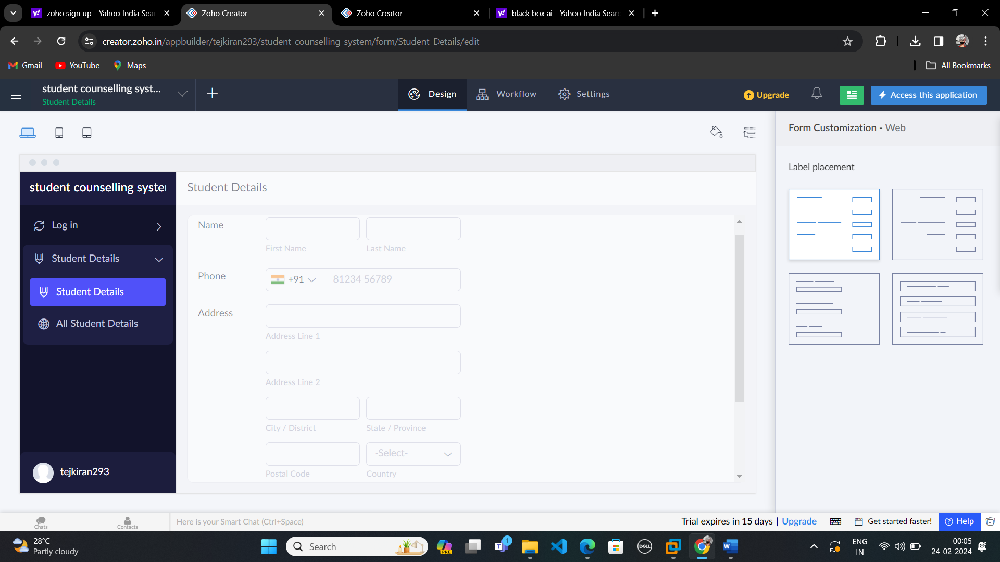 zoho sign up - Yahoo India Sear
Zoho Creator
Zoho Creator
black box ai - Yahoo India Searc
creator.zoho.in/appbuilder/tejkiran293/student-counselling-system/form/Student_Details/edit
Gmail
YouTube
Maps
All Bookmarks
student counselling syst...
Student Details
Design
Workflow
Settings
Upgrade
Access this application
Form Customization - Web
Label placement
student counselling syster
Student Details
Log in
Student Details
Student Details
All Student Details
tejkiran293
Name
First Name
Last Name
Phone
+91
81234 56789
Address
Address Line 1
Address Line 2
City / District
State / Province
-Select-
Postal Code
Country
Chats
Contacts
Here is your Smart Chat (Ctrl+Space)
Trial expires in 15 days | Upgrade
Get started faster!
Help
28°C
Partly cloudy
Search
PRE
T
1
DELL
W
ENG
IN
00:05
24-02-2024